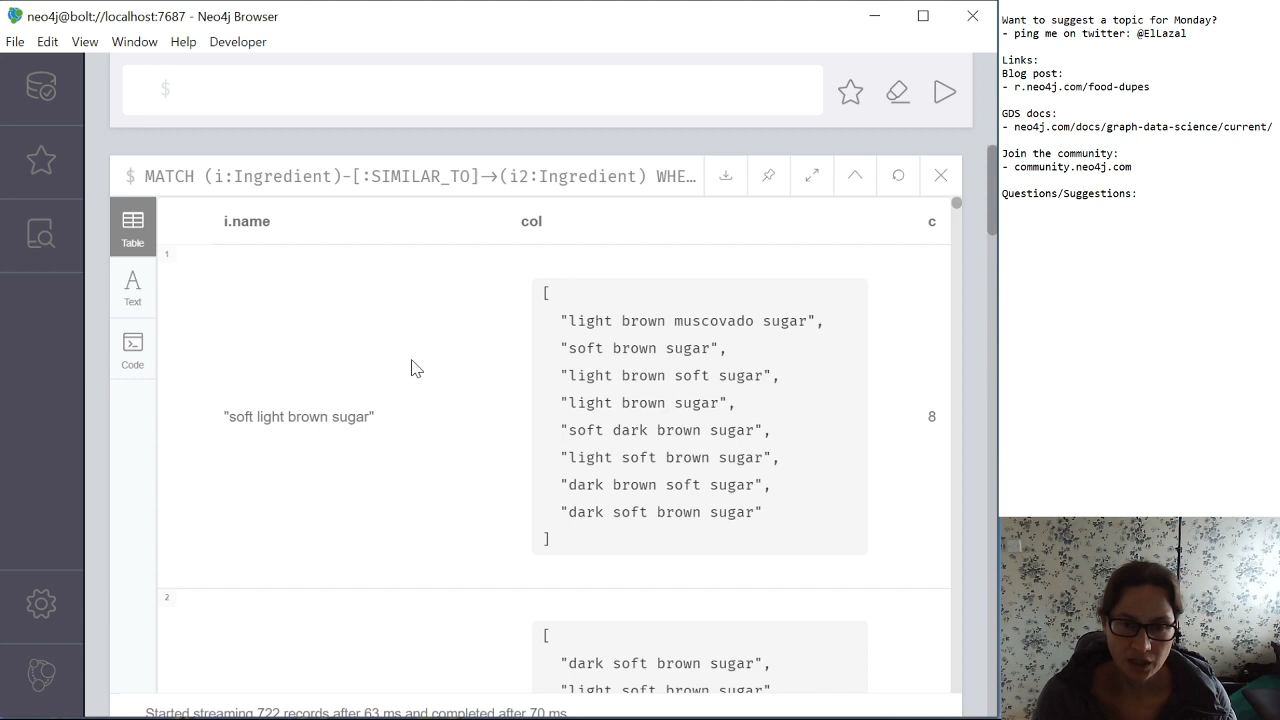 neo4j@bolt://localhost:7687 - Neo4j Browser
File Edit View Window Help Developer
$
$ MATCH (i:Ingredient)-[:SIMILAR_TO]->(i2:Ingredient) WHE…
Table
Text
Code
i.name col c
1
"soft light brown sugar"
[
"light brown muscovado sugar",
"soft brown sugar",
"light brown soft sugar",
"light brown sugar",
"soft dark brown sugar",
"light soft brown sugar",
"dark brown soft sugar",
"dark soft brown sugar"
]
8
2
[
"dark soft brown sugar",
"light soft brown sugar"
Started streaming 722 records after 63 ms and completed after 70 ms.
Want to suggest a topic for Monday?
- ping me on twitter: @ElLazal
Links:
Blog post:
- r.neo4j.com/food-dupes
GDS docs:
- neo4j.com/docs/graph-data-science/current/
Join the community:
- community.neo4j.com
Questions/Suggestions: